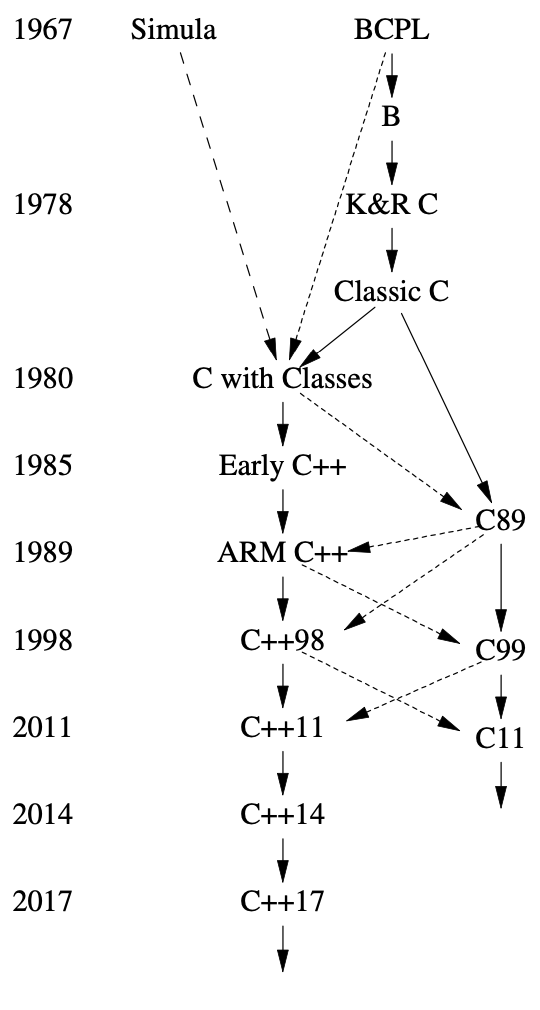 1967 Simula BCPL
B
1978 K&R C
Classic C
1980 C with Classes
1985 Early C++
C89
1989 ARM C++
1998 C++98
C99
2011 C++11
C11
2014 C++14
2017 C++17